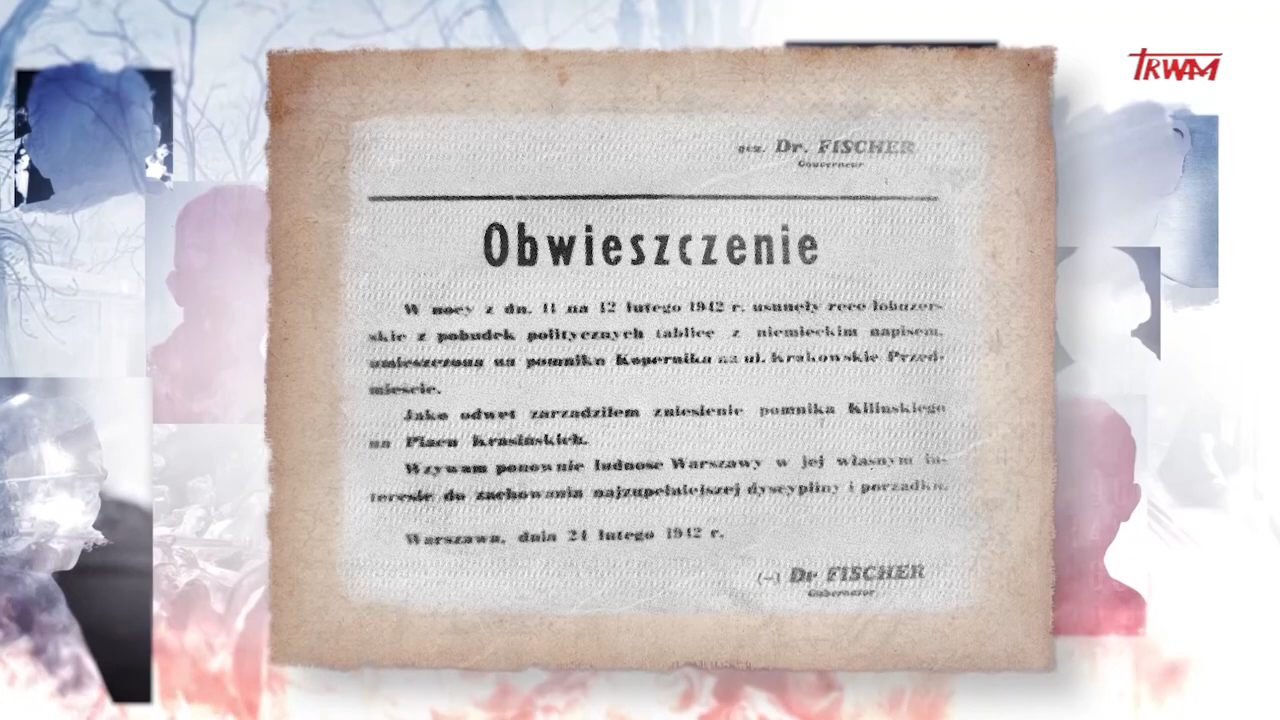 TRWAM
gez. Dr. FISCHER
Gouverneur
Obwieszczenie
W nocy z dn. 11 na 12 lutego 1942 r. usunęły ręce łobuzer-
skie z pobudek politycznych tablicę z niemieckim napisem,
umieszczoną na pomniku Kopernika na ul. Krakowskie Przed-
mieście.
Jako odwet zarządziłem zniesienie pomnika Kilińskiego
na Placu Krasińskich.
Wzywam ponownie ludność Warszawy w jej własnym in-
teresie do zachowania najzupełniejszej dyscypliny i porządku.
Warszawa, dnia 24 lutego 1942 r.
(—) Dr FISCHER
Gubernator